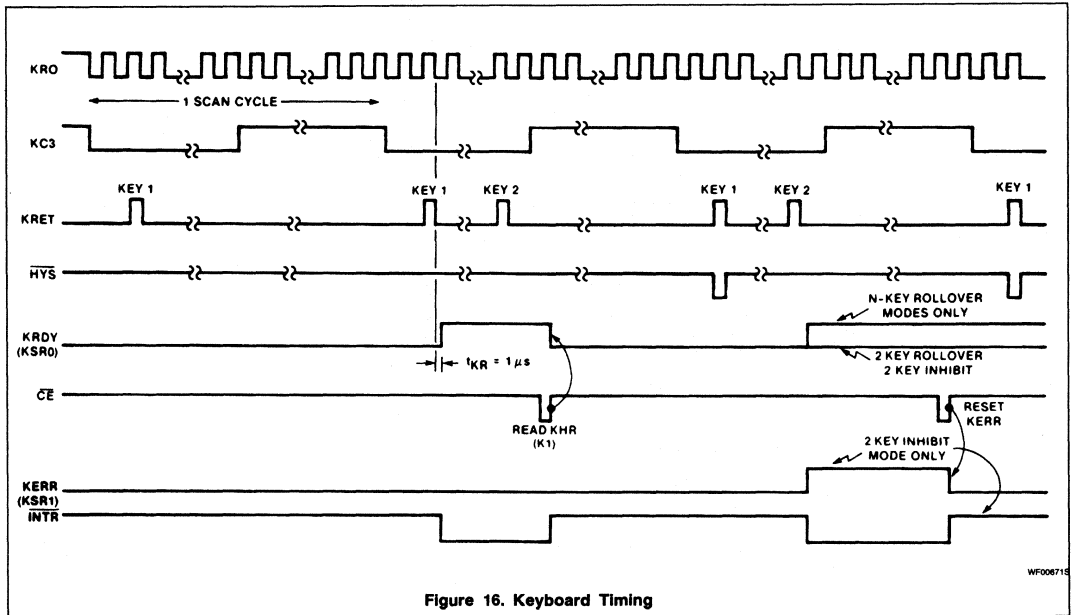 KRO
1 SCAN CYCLE
KC3
KEY 1 KEY 1 KEY 2 KEY 1 KEY 2 KEY 1
KRET
HYS
N-KEY ROLLOVER
MODES ONLY
KRDY
(KSR0)
2 KEY ROLLOVER
2 KEY INHIBIT
tKR = 1 μs
CE
READ KHR
(K1)
RESET
KERR
2 KEY INHIBIT
MODE ONLY
KERR
(KSR1)
INTR
WF00671S
Figure 16. Keyboard Timing